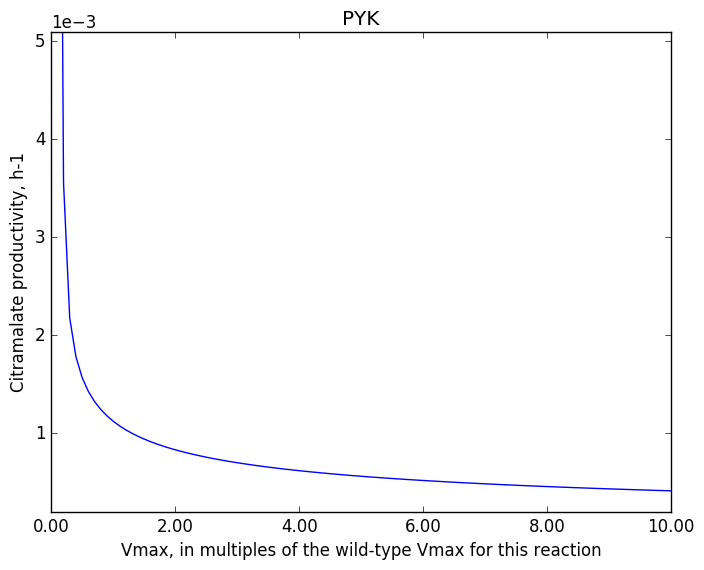 PYK
1e−3
5
4
3
2
1
Citramalate productivity, h-1
0.00 2.00 4.00 6.00 8.00 10.00
Vmax, in multiples of the wild-type Vmax for this reaction